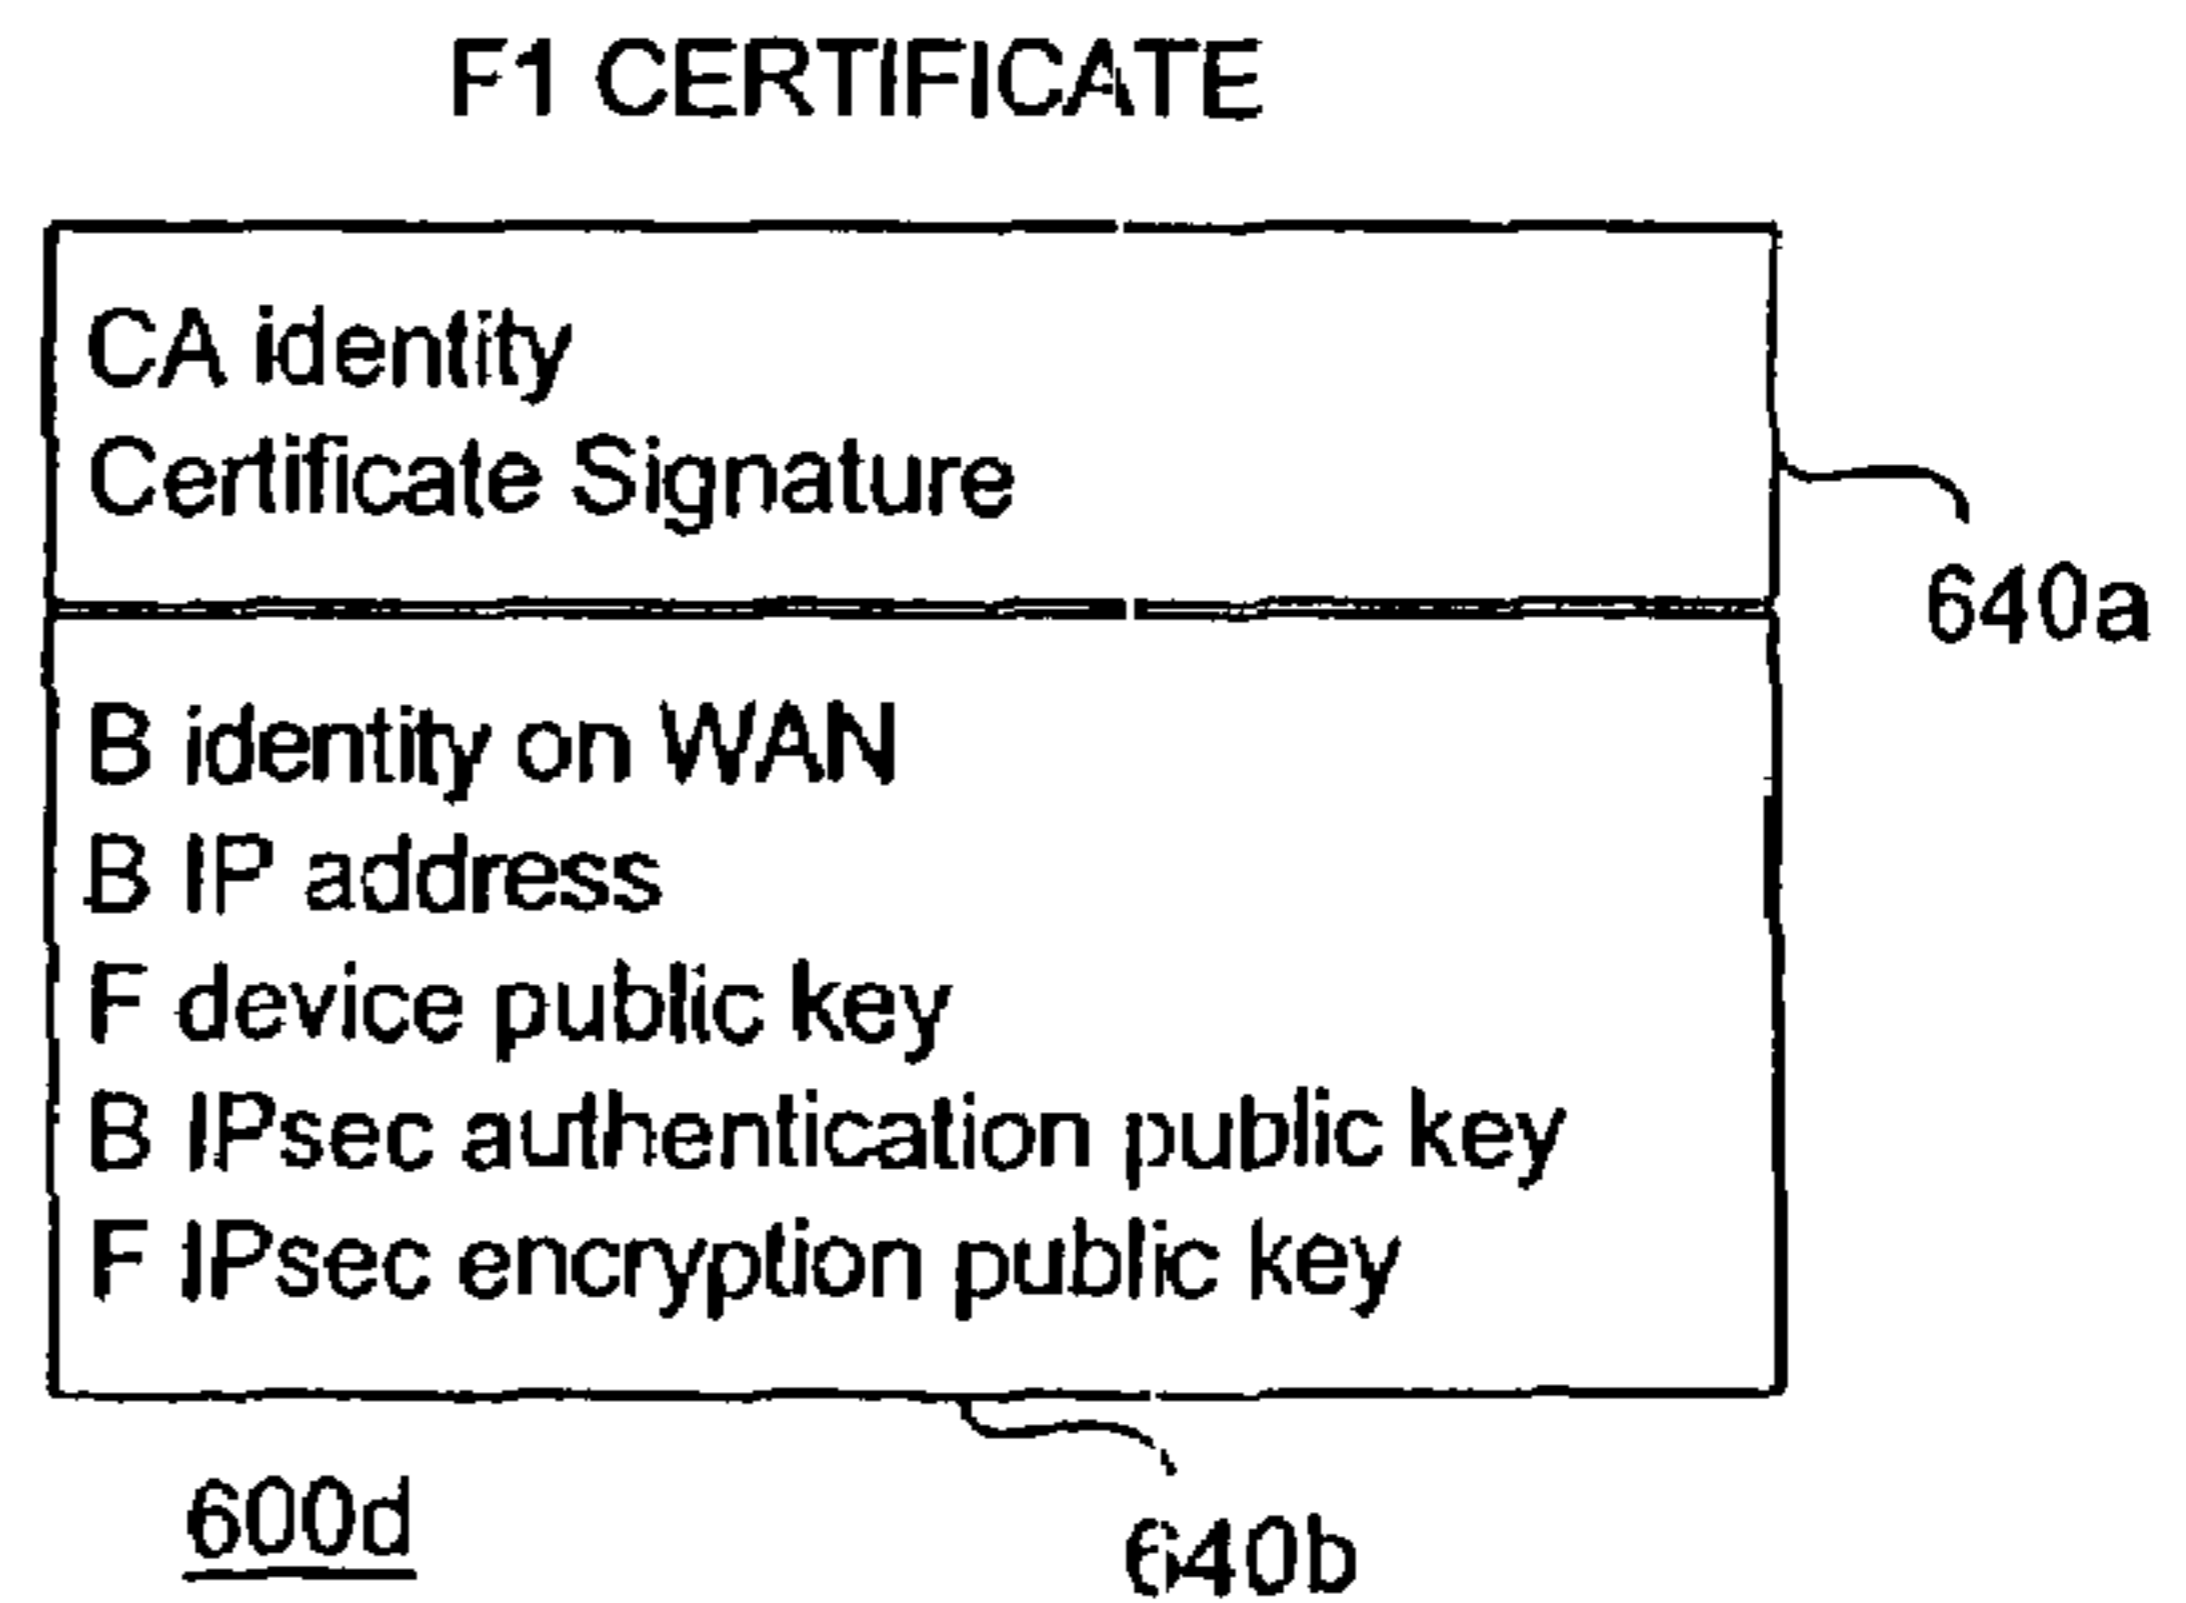 F1 CERTIFICATE
CA identity
Certificate Signature
640a
B identity on WAN
B IP address
F device public key
B IPsec authentication public key
F IPsec encryption public key
600d
640b